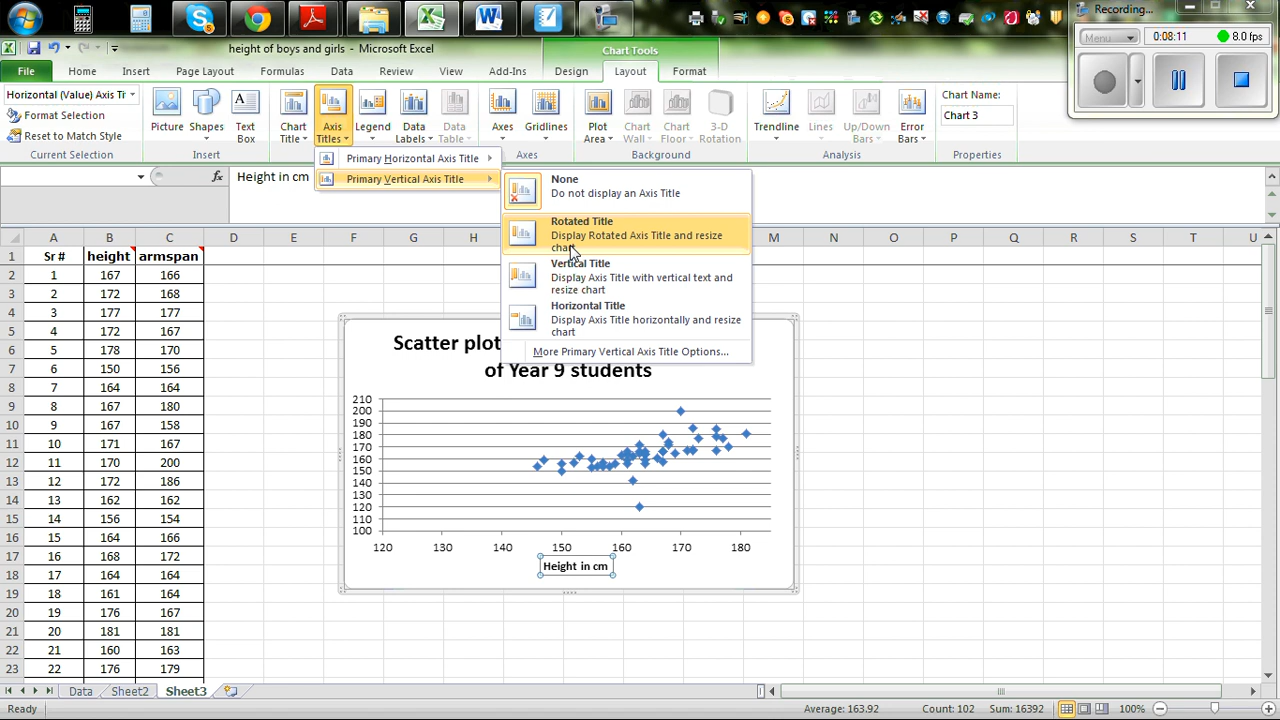 Recording...
Menu
0:08:11
8.0 fps
height of boys and girls - Microsoft Excel
Chart Tools
File
Home
Insert
Page Layout
Formulas
Data
Review
View
Add-Ins
Design
Layout
Format
Horizontal (Value) Axis Tit
Format Selection
Reset to Match Style
Current Selection
Picture
Shapes
Text
Box
Insert
Chart
Title
Axis
Titles
Legend
Data
Labels
Data
Table
Axes
Gridlines
Axes
Plot
Area
Chart
Wall
Chart
Floor
3-D
Rotation
Background
Trendline
Lines
Up/Down
Bars
Error
Bars
Analysis
Chart Name:
Chart 3
Properties
Primary Horizontal Axis Title
Primary Vertical Axis Title
None
Do not display an Axis Title
Rotated Title
Display Rotated Axis Title and resize
chart
Vertical Title
Display Axis Title with vertical text and
resize chart
Horizontal Title
Display Axis Title horizontally and resize
chart
More Primary Vertical Axis Title Options...
fx
Height in cm
A B C D E F G H M N O P Q R S T U
1 Sr # height armspan
2 1 167 166
3 2 172 168
4 3 177 177
5 4 172 167
6 5 178 170
7 6 150 156
8 7 164 164
9 8 167 180
10 9 167 158
11 10 171 167
12 11 170 200
13 12 172 186
14 13 162 162
15 14 156 154
16 15 164 166
17 16 168 172
18 17 164 164
19 18 161 164
20 19 176 167
21 20 181 181
22 21 160 163
23 22 176 179
Scatter plot
of Year 9 students
210
200
190
180
170
160
150
140
130
120
110
100
120 130 140 150 160 170 180
Height in cm
Data
Sheet2
Sheet3
Ready
Average: 163.92
Count: 102
Sum: 16392
100%